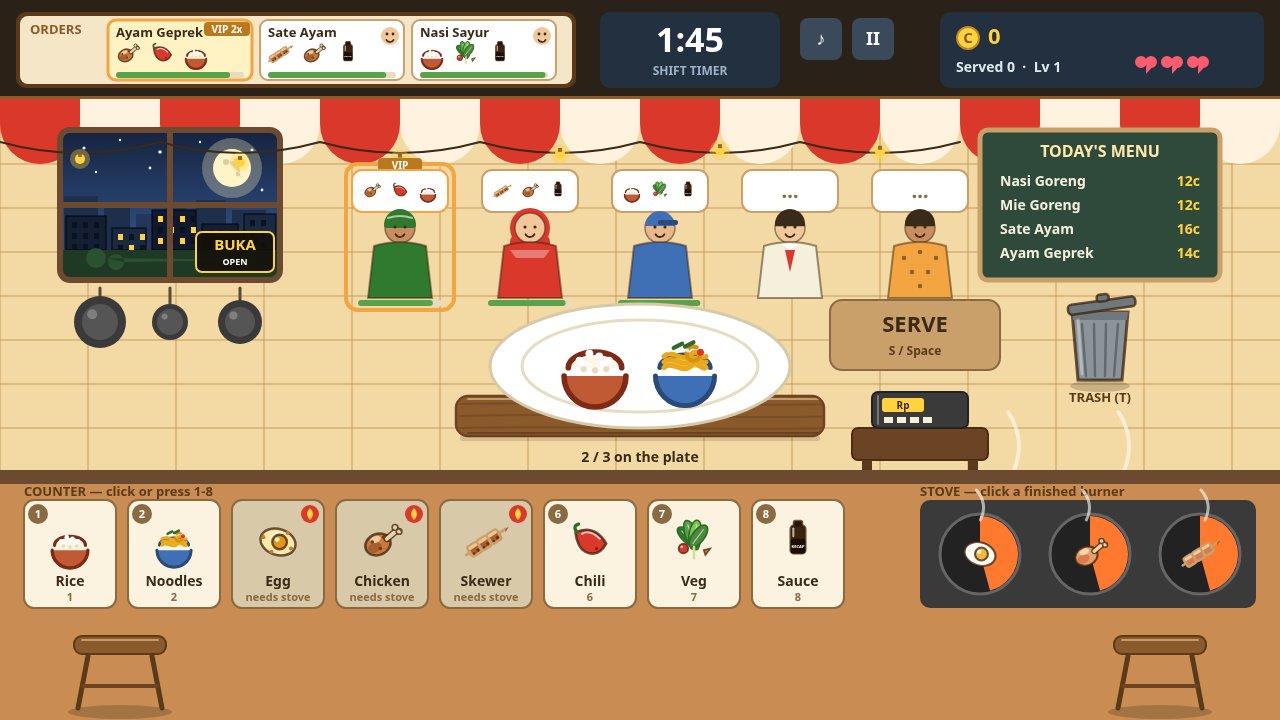 ORDERS
Ayam Geprek
VIP 2x
Sate Ayam
Nasi Sayur
1:45
SHIFT TIMER
♪
II
C 0
Served 0 · Lv 1
VIP
...
...
TODAY'S MENU
Nasi Goreng 12c
Mie Goreng 12c
Sate Ayam 16c
Ayam Geprek 14c
BUKA
OPEN
SERVE
S / Space
Rp
TRASH (T)
2 / 3 on the plate
COUNTER — click or press 1-8
STOVE — click a finished burner
1
Rice
1
2
Noodles
2
Egg
needs stove
Chicken
needs stove
Skewer
needs stove
6
Chili
6
7
Veg
7
8
KECAP
Sauce
8